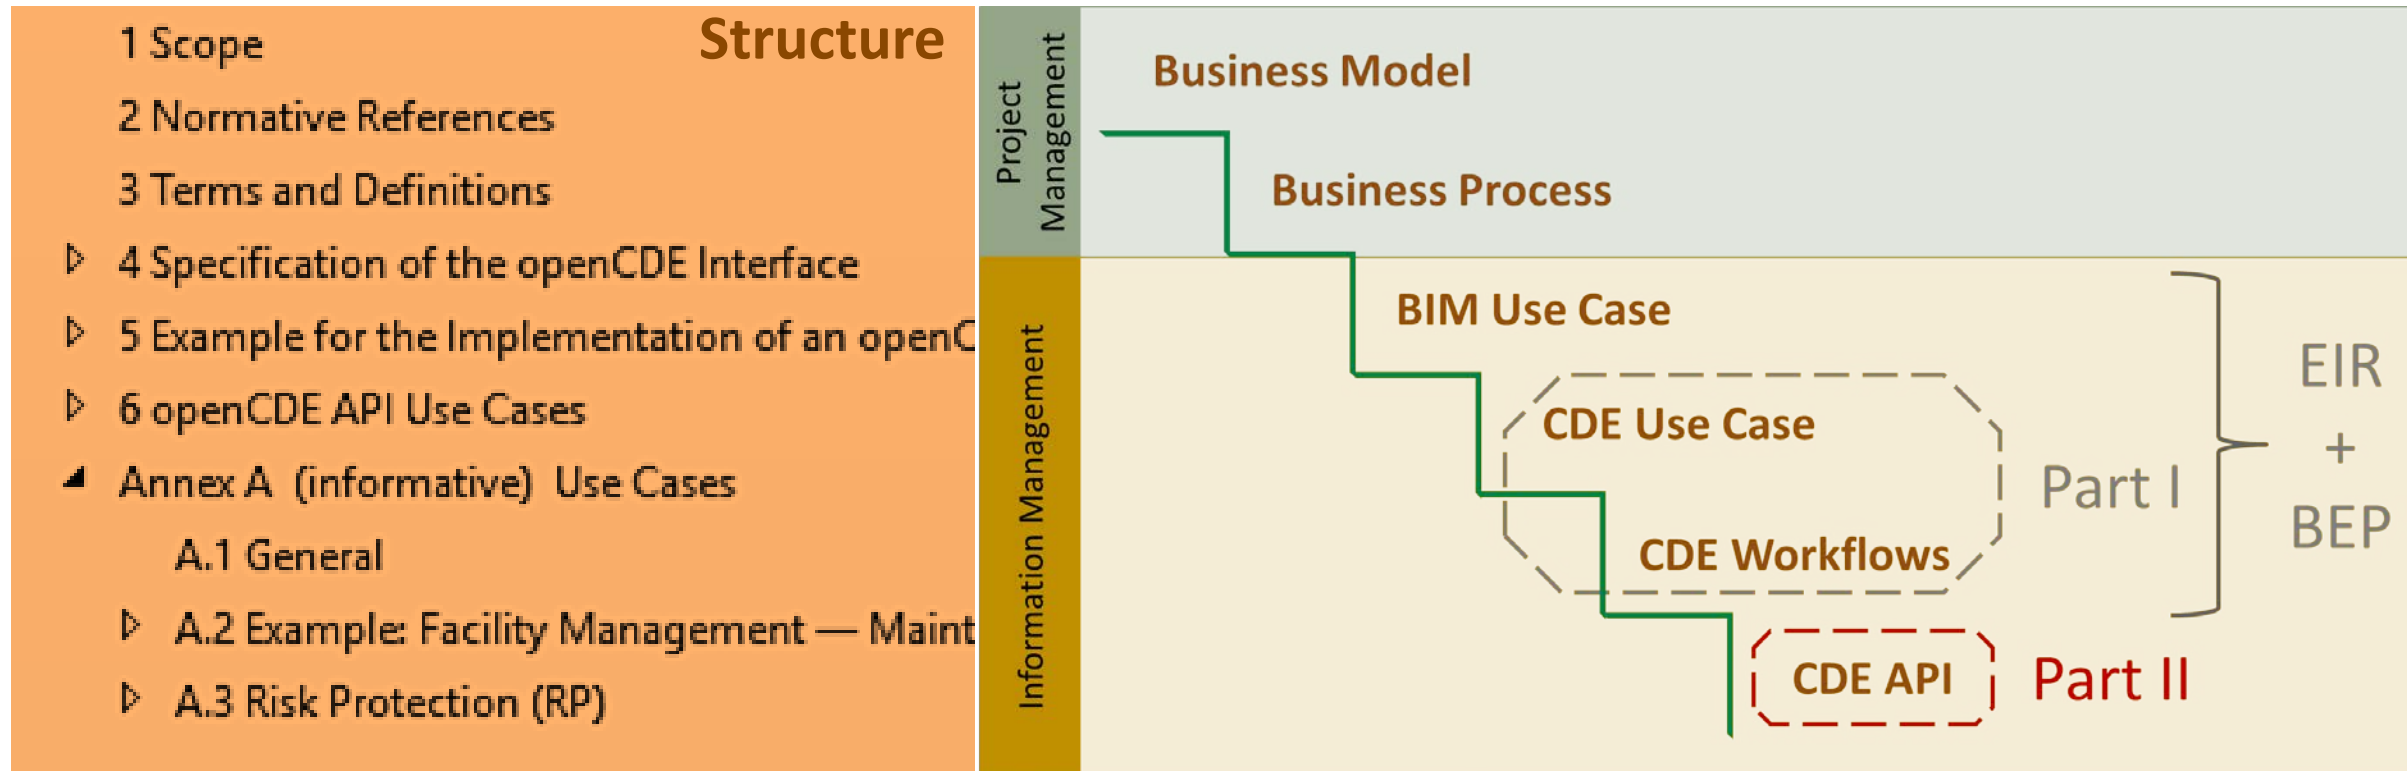 Structure
1 Scope
2 Normative References
3 Terms and Definitions
4 Specification of the openCDE Interface
5 Example for the Implementation of an openC
6 openCDE API Use Cases
Annex A (informative) Use Cases
A.1 General
A.2 Example: Facility Management — Maint
A.3 Risk Protection (RP)
Project
Management
Business Model
Business Process
Information Management
BIM Use Case
CDE Use Case
CDE Workflows
Part I
EIR
+
BEP
CDE API
Part II